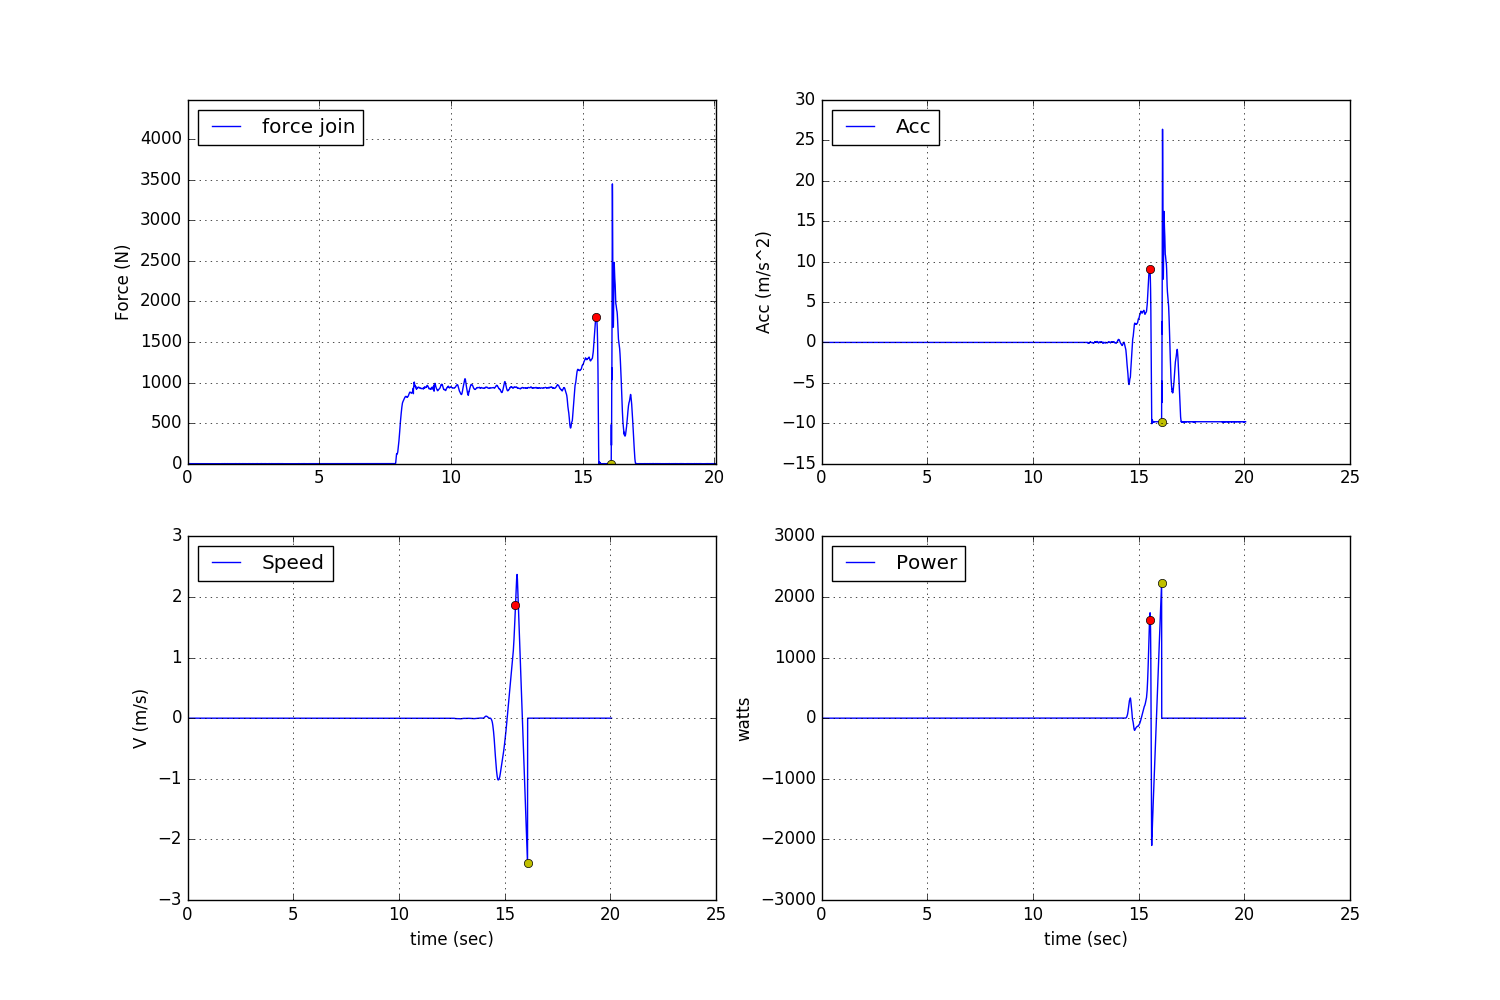 force join
Force (N)
4000
3500
3000
2500
2000
1500
1000
500
0
0 5 10 15 20
Acc
Acc (m/s^2)
30
25
20
15
10
5
0
−5
−10
−15
0 5 10 15 20 25
Speed
V (m/s)
3
2
1
0
−1
−2
−3
0 5 10 15 20 25
time (sec)
Power
watts
3000
2000
1000
0
−1000
−2000
−3000
0 5 10 15 20 25
time (sec)